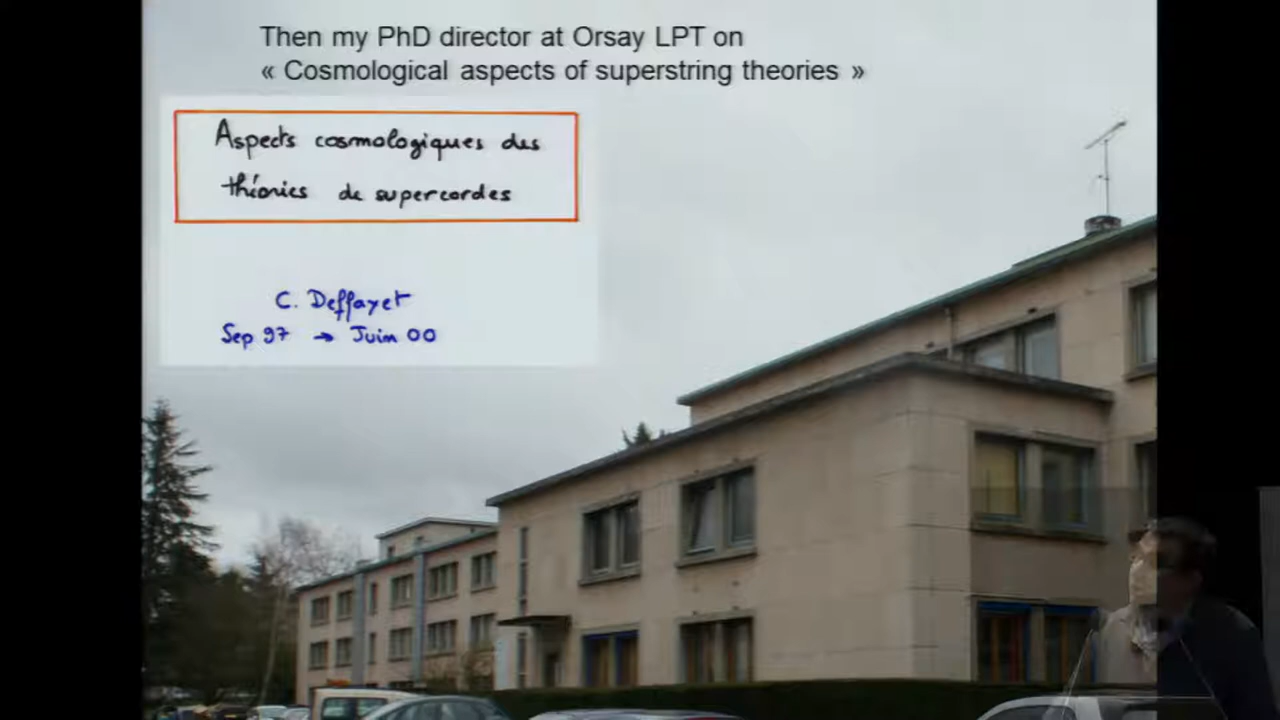 Then my PhD director at Orsay LPT on
« Cosmological aspects of superstring theories »
Aspects cosmologiques des
théories de supercordes
C. Deffayet
Sep 97 → Juin 00